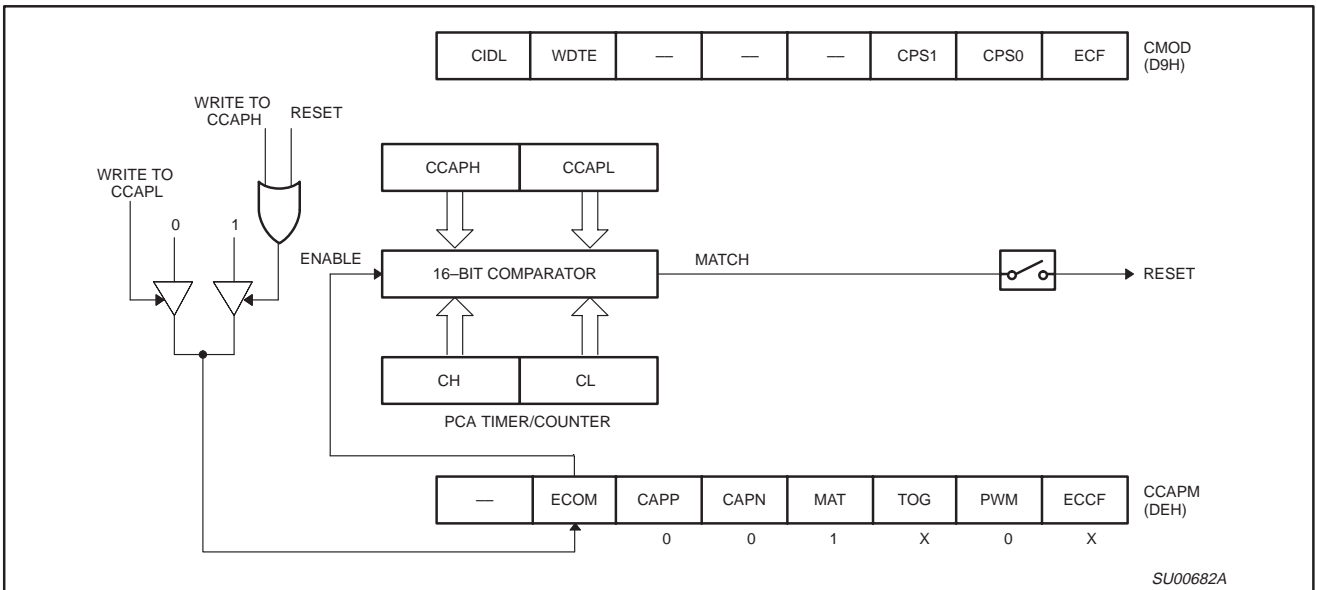 CIDL WDTE — — — CPS1 CPS0 ECF
CMOD
(D9H)
WRITE TO
CCAPH
RESET
WRITE TO
CCAPL
0 1
CCAPH CCAPL
ENABLE
16–BIT COMPARATOR
MATCH
RESET
CH CL
PCA TIMER/COUNTER
— ECOM CAPP CAPN MAT TOG PWM ECCF
CCAPM
(DEH)
0 0 1 X 0 X
SU00682A